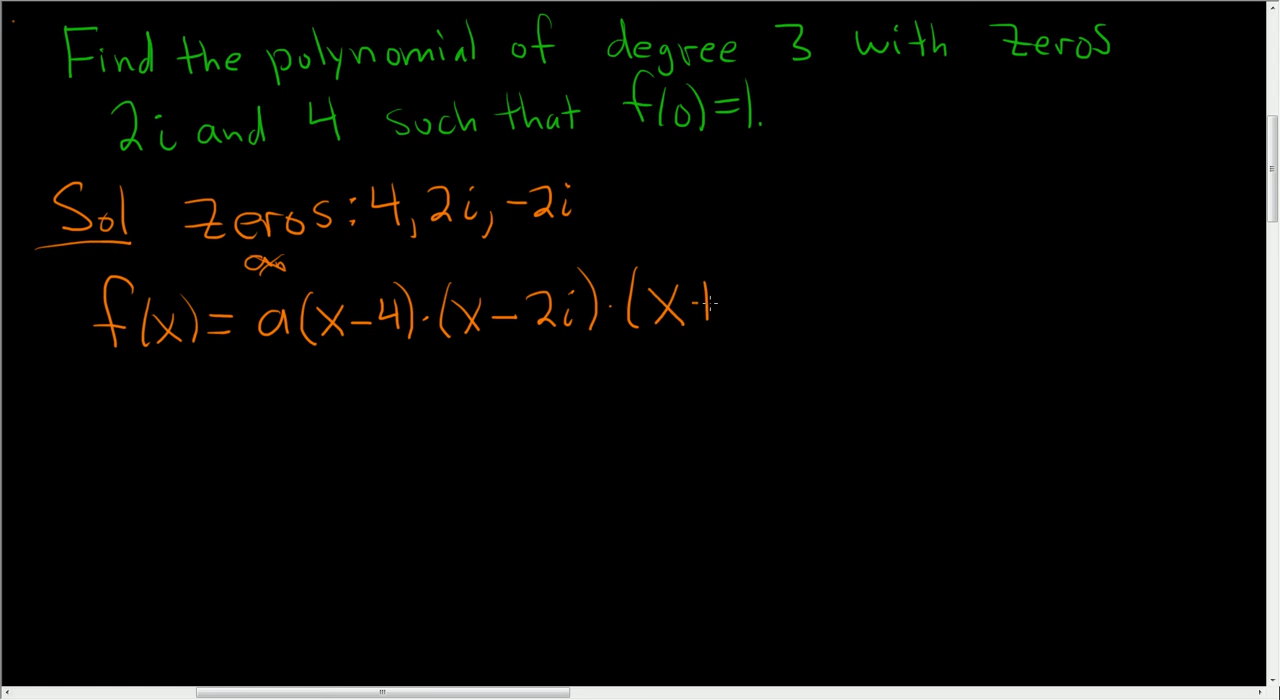 Find the polynomial of degree 3 with zeros
2i and 4 such that f(0)=1.
Sol zeros: 4, 2i, -2i
f(x) = a(x-4)·(x-2i)·(x+